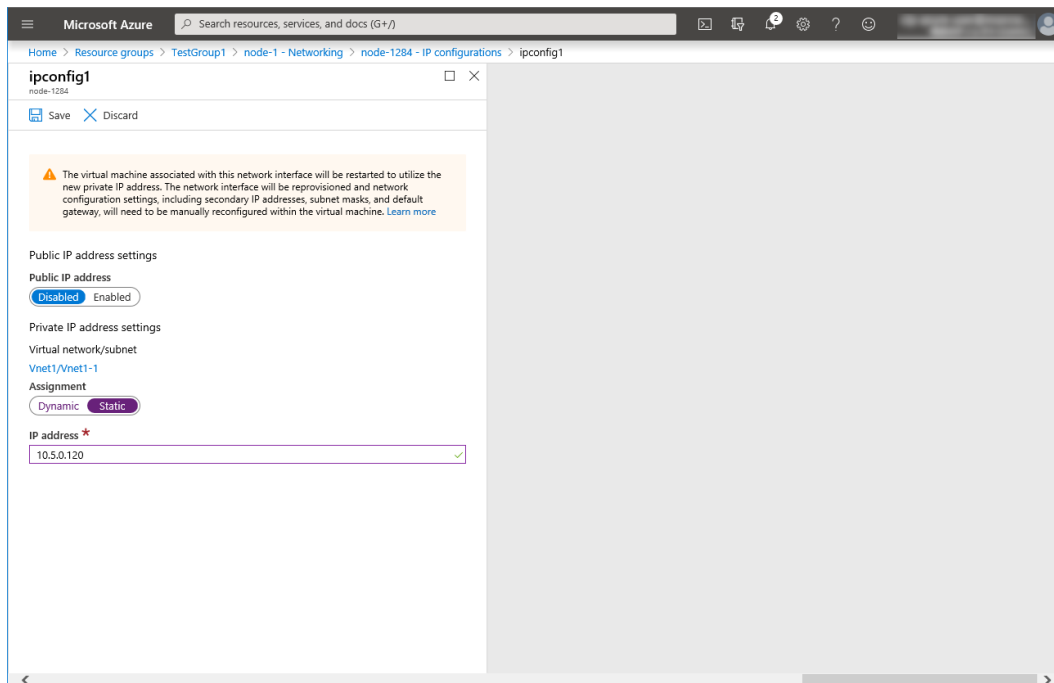 Microsoft Azure
Search resources, services, and docs (G+/)
2
Home > Resource groups > TestGroup1 > node-1 - Networking > node-1284 - IP configurations > ipconfig1
ipconfig1
node-1284
Save Discard
The virtual machine associated with this network interface will be restarted to utilize the
new private IP address. The network interface will be reprovisioned and network
configuration settings, including secondary IP addresses, subnet masks, and default
gateway, will need to be manually reconfigured within the virtual machine. Learn more
Public IP address settings
Public IP address
Disabled Enabled
Private IP address settings
Virtual network/subnet
Vnet1/Vnet1-1
Assignment
Dynamic Static
IP address *
10.5.0.120